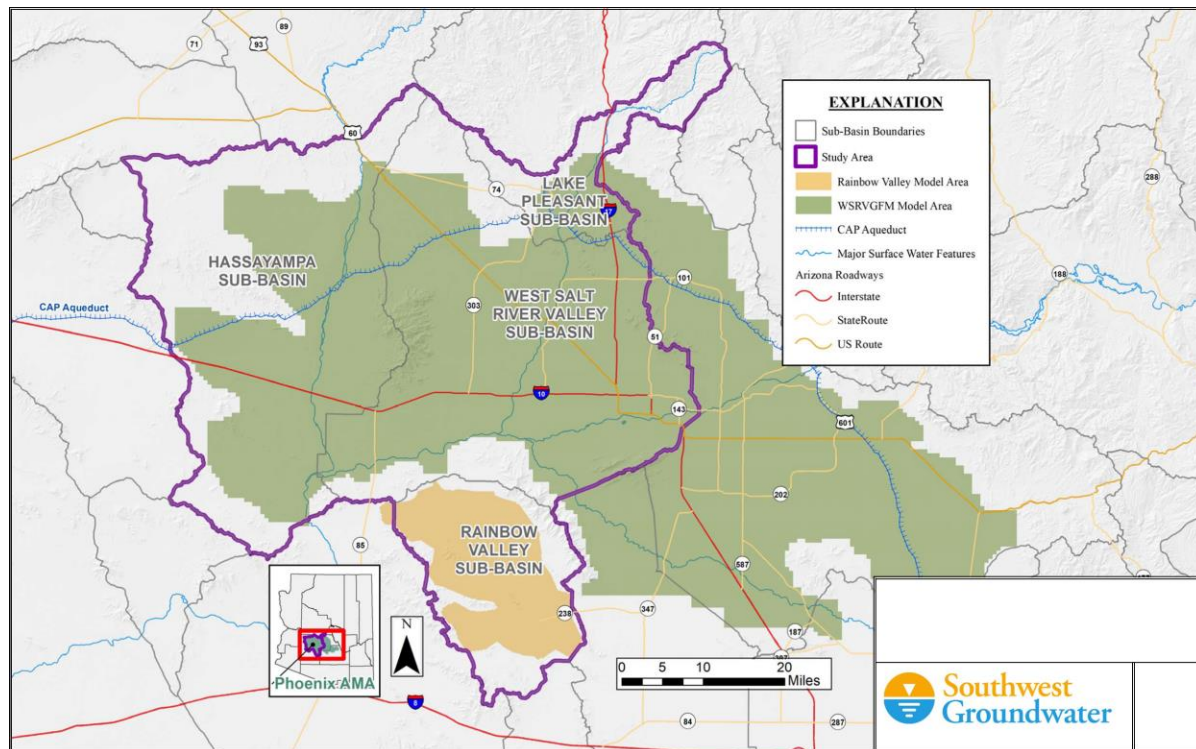 89
71
93
60
EXPLANATION
Sub-Basin Boundaries
Study Area
Rainbow Valley Model Area
WSRVGFM Model Area
CAP Aqueduct
Major Surface Water Features
Arizona Roadways
Interstate
StateRoute
US Route
288
188
74
LAKE
PLEASANT
SUB-BASIN
17
HASSAYAMPA
SUB-BASIN
101
WEST SALT
RIVER VALLEY
SUB-BASIN
303
CAP Aqueduct
51
10
143
601
202
RAINBOW
VALLEY
SUB-BASIN
85
587
238
347
187
N
Phoenix AMA
0 5 10 20
Miles
8
84
287
Southwest
Groundwater